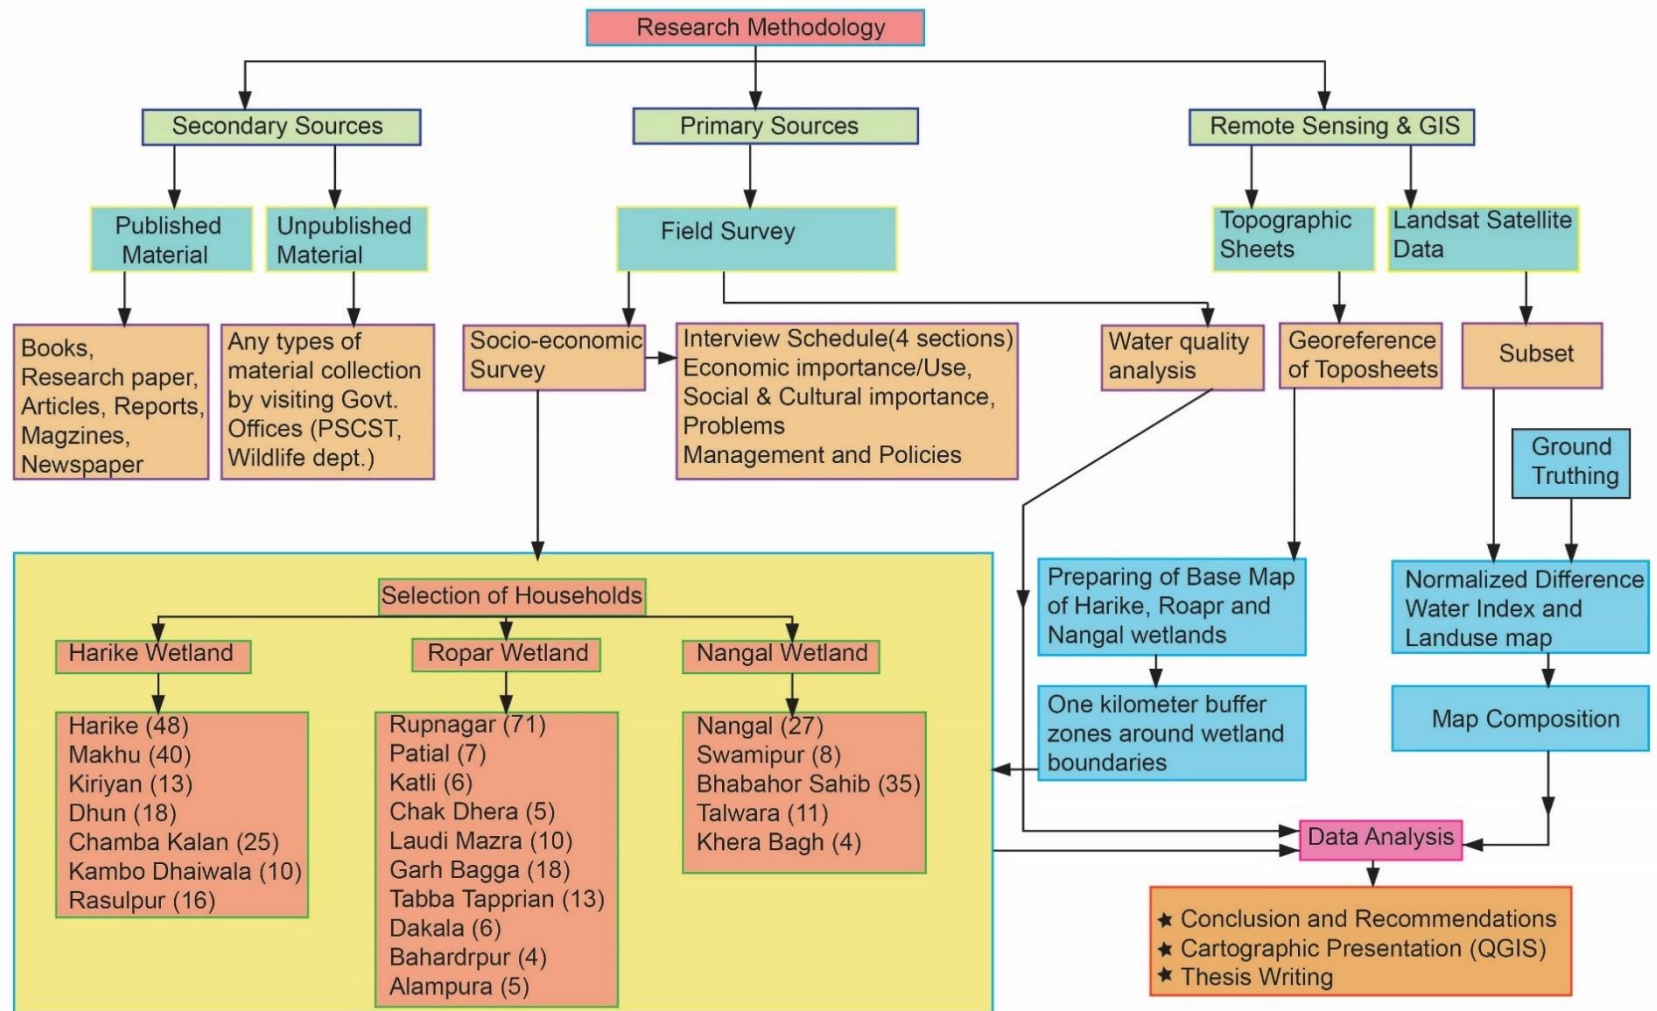 Research Methodology
Secondary Sources
Primary Sources
Remote Sensing & GIS
Published
Material
Unpublished
Material
Field Survey
Topographic
Sheets
Landsat Satellite
Data
Books,
Research paper,
Articles, Reports,
Magzines,
Newspaper
Any types of
material collection
by visiting Govt.
Offices (PSCST,
Wildlife dept.)
Socio-economic
Survey
Interview Schedule(4 sections)
Economic importance/Use,
Social & Cultural importance,
Problems
Management and Policies
Water quality
analysis
Georeference
of Toposheets
Subset
Ground
Truthing
Selection of Households
Harike Wetland
Ropar Wetland
Nangal Wetland
Harike (48)
Makhu (40)
Kiriyan (13)
Dhun (18)
Chamba Kalan (25)
Kambo Dhaiwala (10)
Rasulpur (16)
Rupnagar (71)
Patial (7)
Katli (6)
Chak Dhera (5)
Laudi Mazra (10)
Garh Bagga (18)
Tabba Tapprian (13)
Dakala (6)
Bahardrpur (4)
Alampura (5)
Nangal (27)
Swamipur (8)
Bhabahor Sahib (35)
Talwara (11)
Khera Bagh (4)
Preparing of Base Map
of Harike, Roapr and
Nangal wetlands
One kilometer buffer
zones around wetland
boundaries
Normalized Difference
Water Index and
Landuse map
Map Composition
Data Analysis
★ Conclusion and Recommendations
★ Cartographic Presentation (QGIS)
★ Thesis Writing